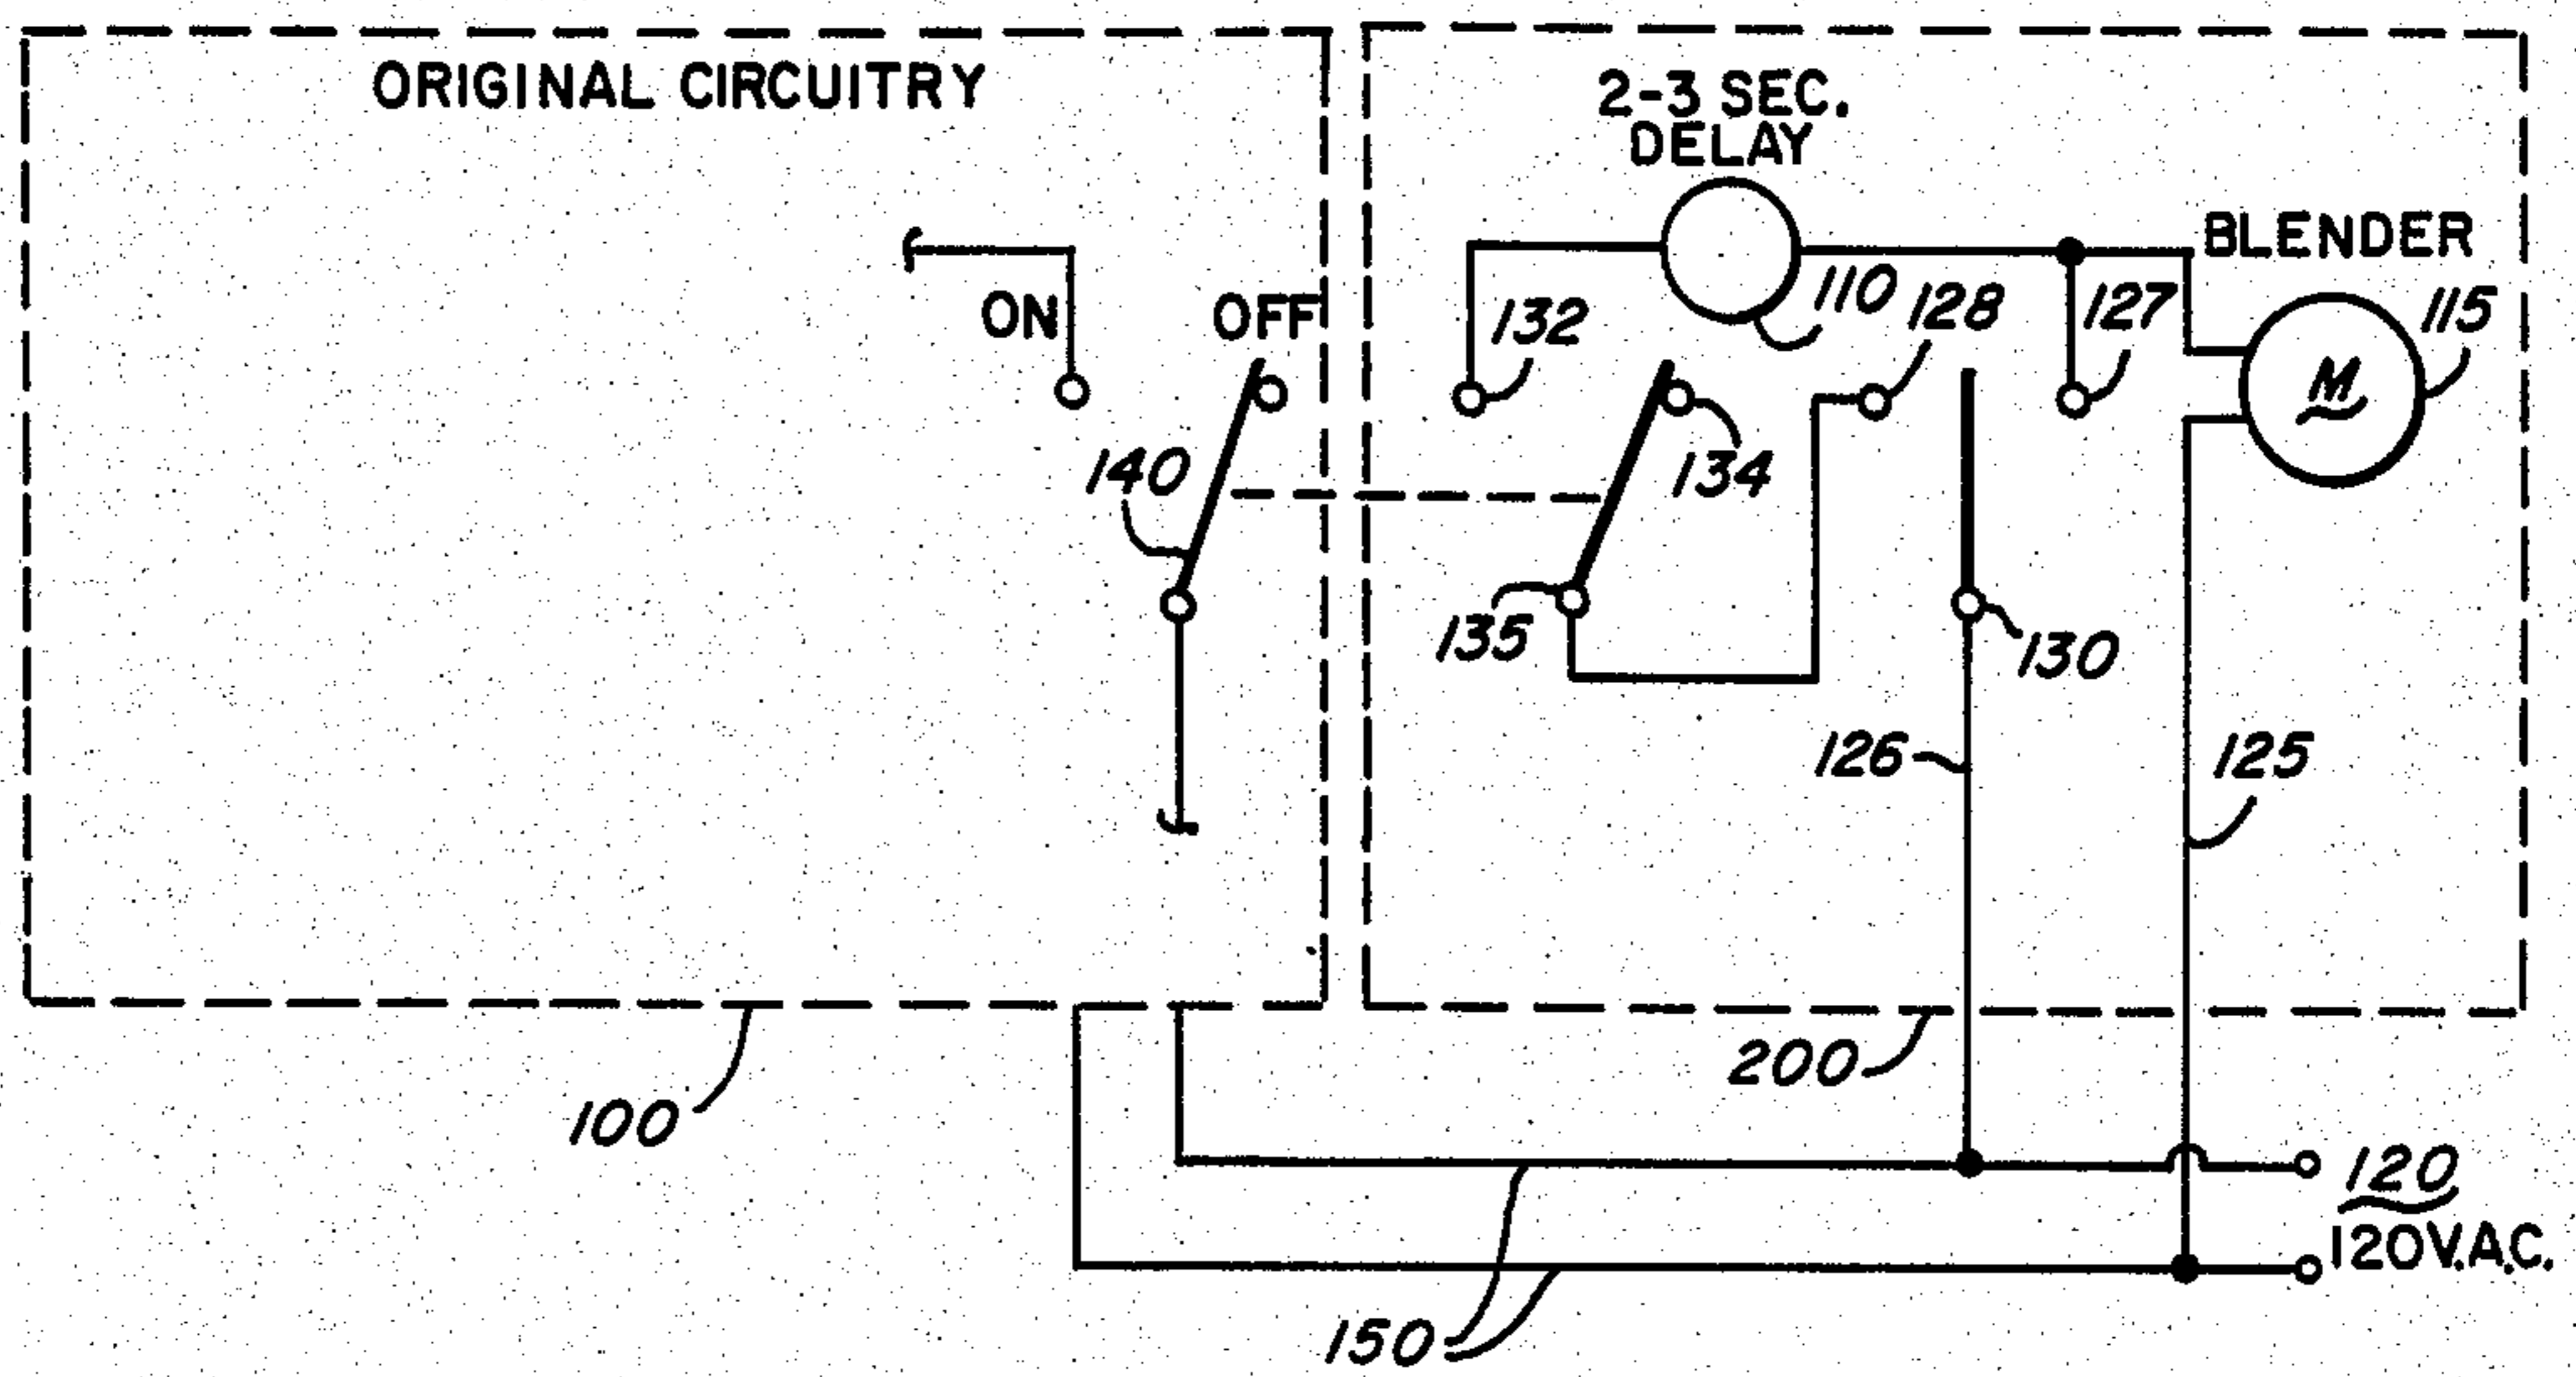 ORIGINAL CIRCUITRY
2-3 SEC.
DELAY
BLENDER
ON
OFF
132
110
128
127
115
M
140
134
135
130
126
125
200
100
120
120V.A.C.
150